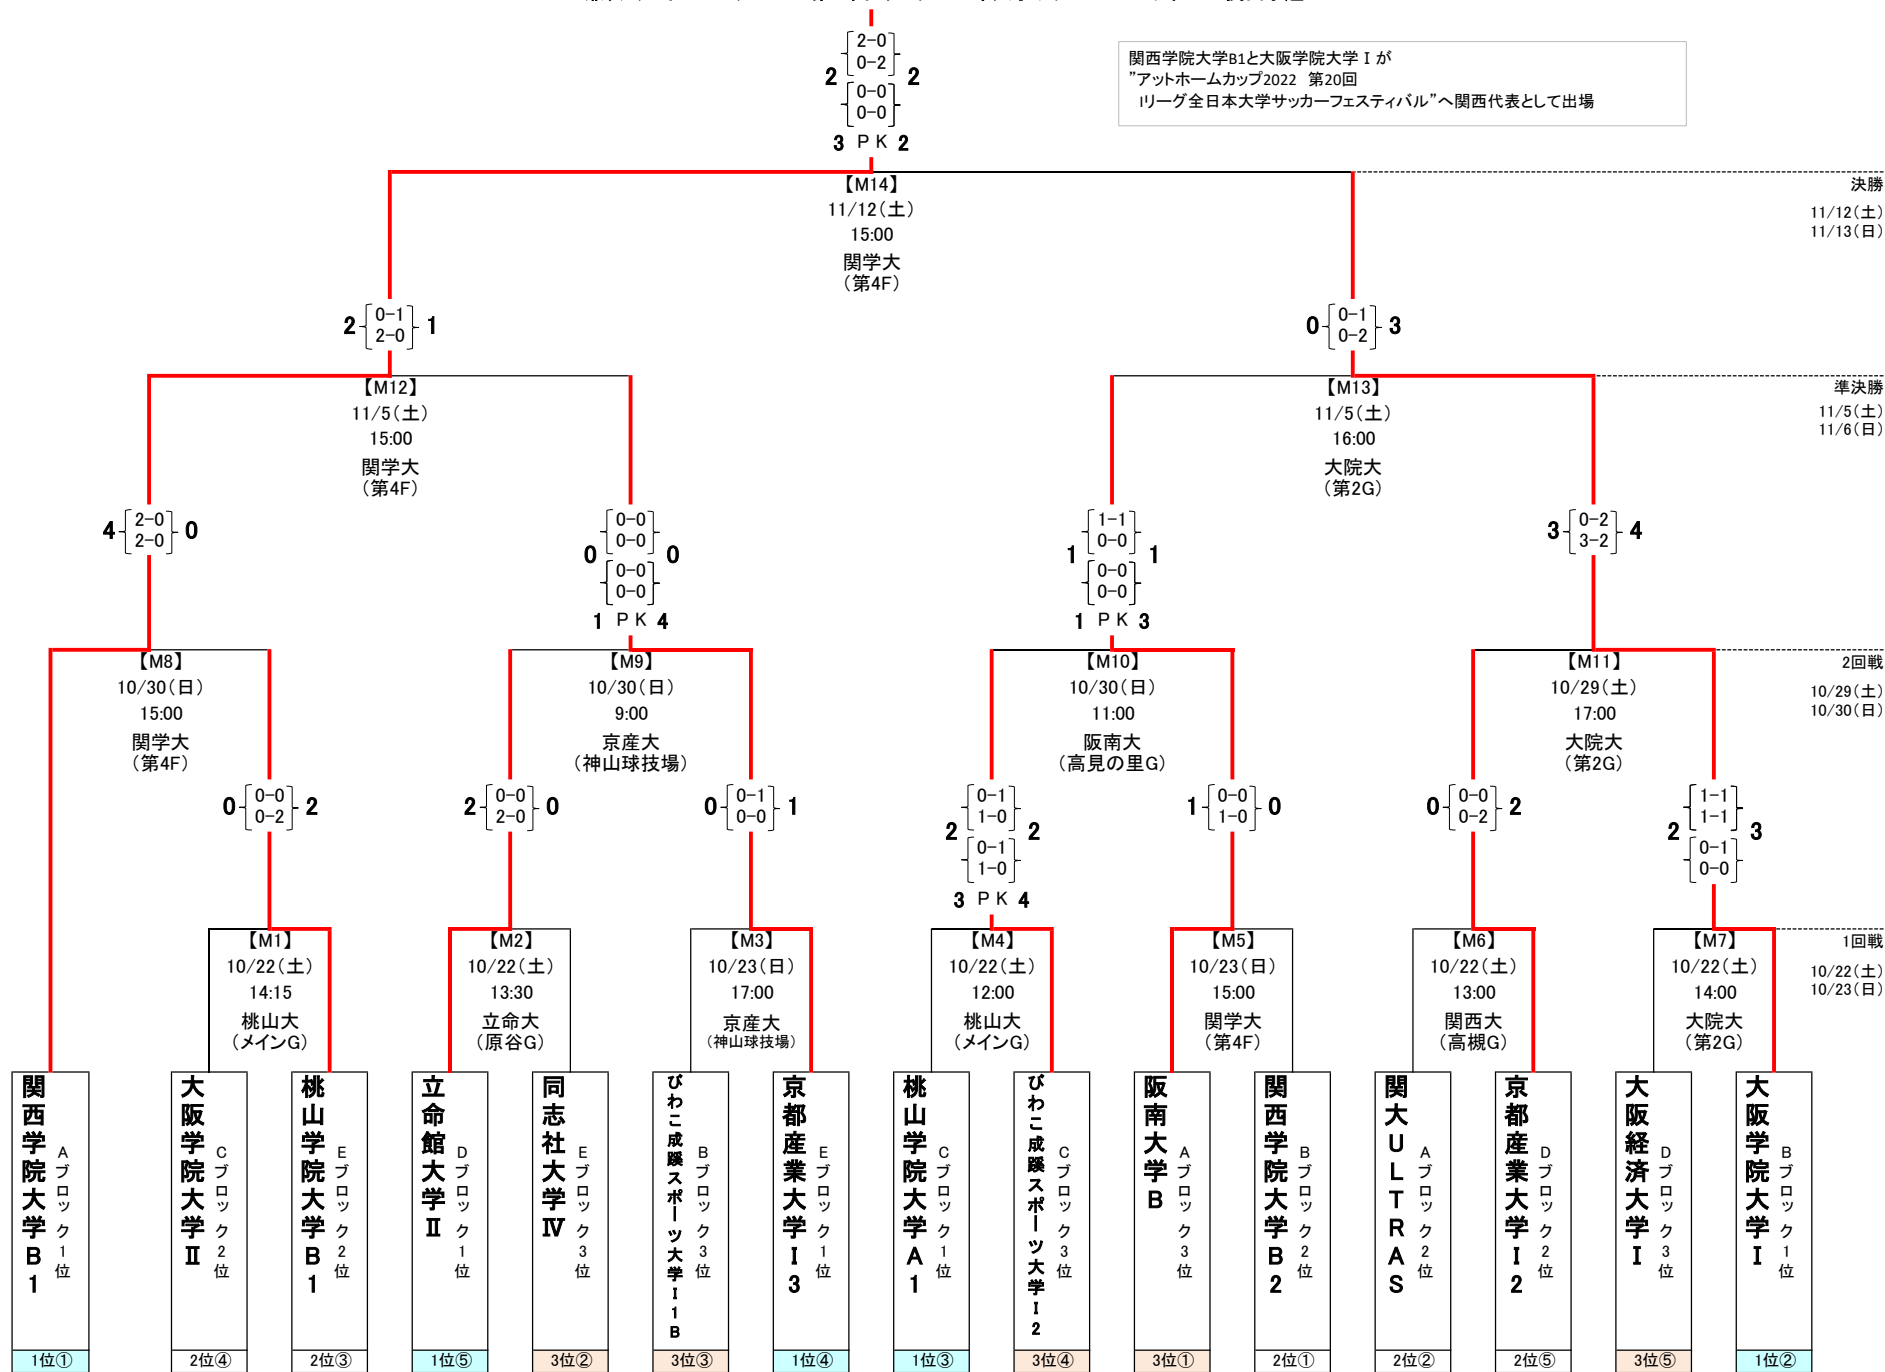 2-0
0-2
2 2
0-0
0-0
3 PK 2
関西学院大学B1と大阪学院大学Ⅰが
”アットホームカップ2022 第20回
Iリーグ全日本大学サッカーフェスティバル”へ関西代表として出場
【M14】
11/12(土)
15:00
関学大
(第4F)
決勝
11/12(土)
11/13(日)
2 0-1 1
2-0
0 0-1 3
0-2
【M12】
11/5(土)
15:00
関学大
(第4F)
【M13】
11/5(土)
16:00
大院大
(第2G)
準決勝
11/5(土)
11/6(日)
4 2-0 0
2-0
0-0
0-0
0 0
0-0
0-0
1 PK 4
1-1
0-0
1 1
0-0
0-0
1 PK 3
3 0-2 4
3-2
【M8】
10/30(日)
15:00
関学大
(第4F)
【M9】
10/30(日)
9:00
京産大
(神山球技場)
【M10】
10/30(日)
11:00
阪南大
(高見の里G)
【M11】
10/29(土)
17:00
大院大
(第2G)
2回戦
10/29(土)
10/30(日)
0 0-0 2
0-2
2 0-0 0
2-0
0 0-1 1
0-0
0-1
1-0
2 2
0-1
1-0
3 PK 4
1 0-0 0
1-0
0 0-0 2
0-2
1-1
1-1
2 3
0-1
0-0
【M1】
10/22(土)
14:15
桃山大
(メインG)
【M2】
10/22(土)
13:30
立命大
(原谷G)
【M3】
10/23(日)
17:00
京産大
(神山球技場)
【M4】
10/22(土)
12:00
桃山大
(メインG)
【M5】
10/23(日)
15:00
関学大
(第4F)
【M6】
10/22(土)
13:00
関西大
(高槻G)
【M7】
10/22(土)
14:00
大院大
(第2G)
1回戦
10/22(土)
10/23(日)
関西学院大学B1
Aブロック1位
1位①
大阪学院大学Ⅱ
Cブロック2位
2位④
桃山学院大学B1
Eブロック2位
2位③
立命館大学Ⅱ
Dブロック1位
1位⑤
同志社大学Ⅳ
Eブロック3位
3位②
びわこ成蹊スポーツ大学I1B
Bブロック3位
3位③
京都産業大学I3
Eブロック1位
1位④
桃山学院大学A1
Cブロック1位
1位③
びわこ成蹊スポーツ大学I2
Cブロック3位
3位④
阪南大学B
Aブロック3位
3位①
関西学院大学B2
Bブロック2位
2位①
関大ULTRAS
Aブロック2位
2位②
京都産業大学I2
Dブロック2位
2位⑤
大阪経済大学Ⅰ
Dブロック3位
3位⑤
大阪学院大学Ⅰ
Bブロック1位
1位②